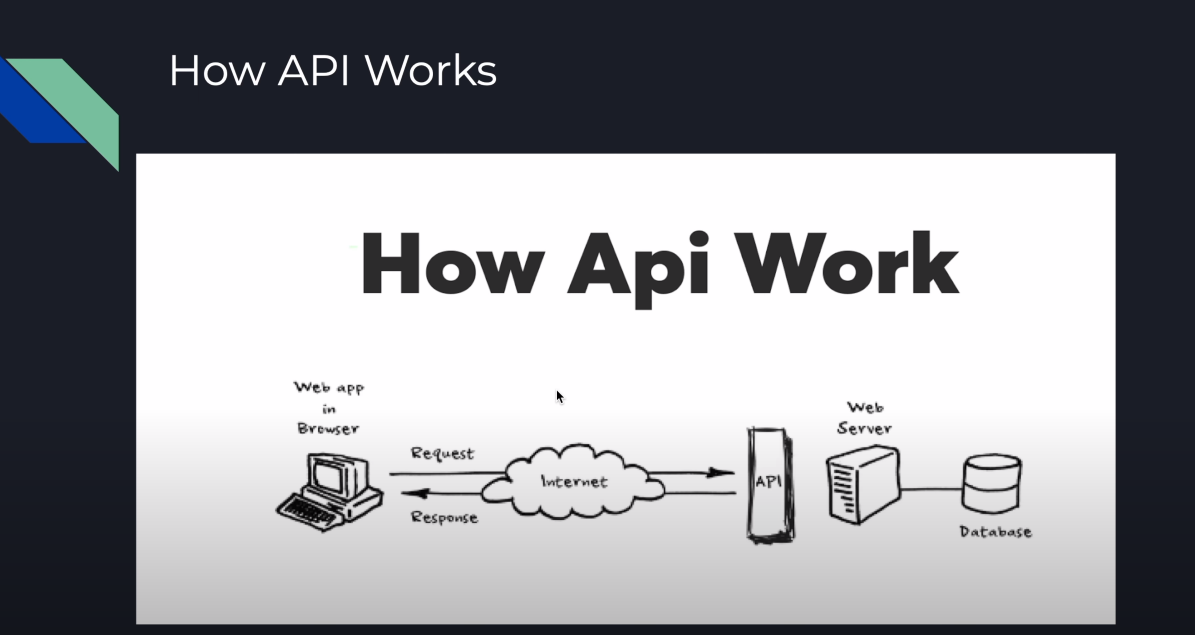 How API Works
How Api Work
Web app
in
Browser
Request
Internet
Response
API
Web
Server
Database